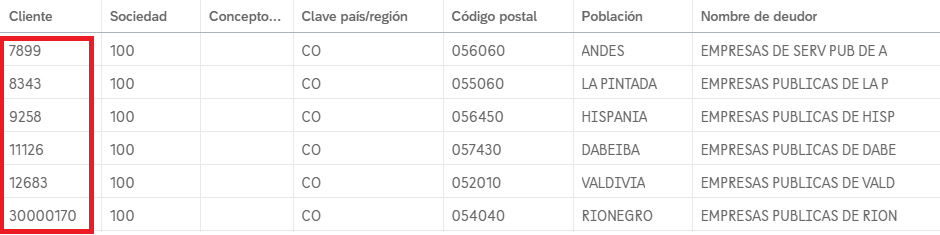 Cliente Sociedad Concepto... Clave país/región Código postal Población Nombre de deudor
7899 100 CO 056060 ANDES EMPRESAS DE SERV PUB DE A
8343 100 CO 055060 LA PINTADA EMPRESAS PUBLICAS DE LA P
9258 100 CO 056450 HISPANIA EMPRESAS PUBLICAS DE HISP
11126 100 CO 057430 DABEIBA EMPRESAS PUBLICAS DE DABE
12683 100 CO 052010 VALDIVIA EMPRESAS PUBLICAS DE VALD
30000170 100 CO 054040 RIONEGRO EMPRESAS PUBLICAS DE RION